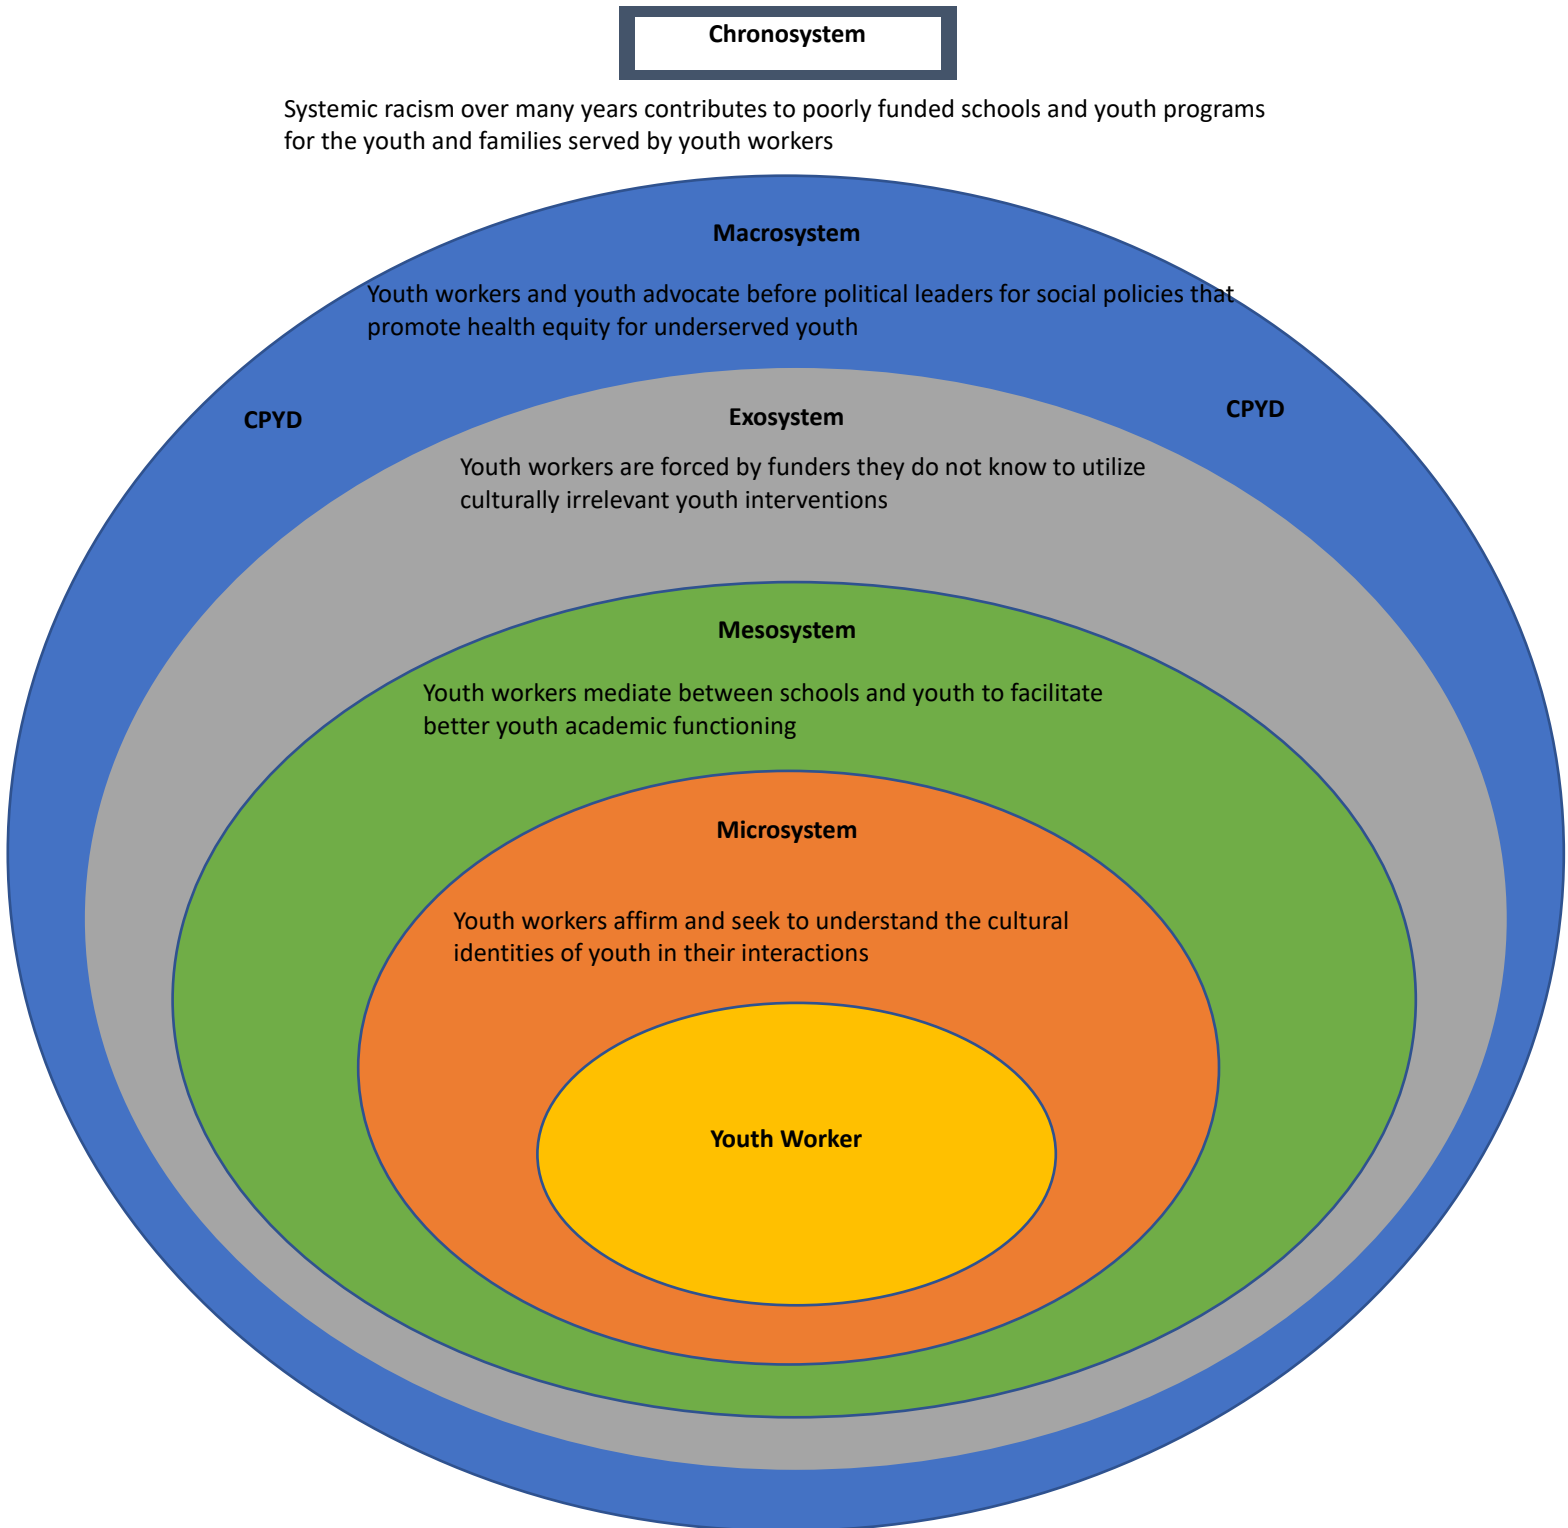 Chronosystem
Systemic racism over many years contributes to poorly funded schools and youth programs
for the youth and families served by youth workers
Macrosystem
Youth workers and youth advocate before political leaders for social policies that
promote health equity for underserved youth
CPYD
CPYD
Exosystem
Youth workers are forced by funders they do not know to utilize
culturally irrelevant youth interventions
Mesosystem
Youth workers mediate between schools and youth to facilitate
better youth academic functioning
Microsystem
Youth workers affirm and seek to understand the cultural
identities of youth in their interactions
Youth Worker